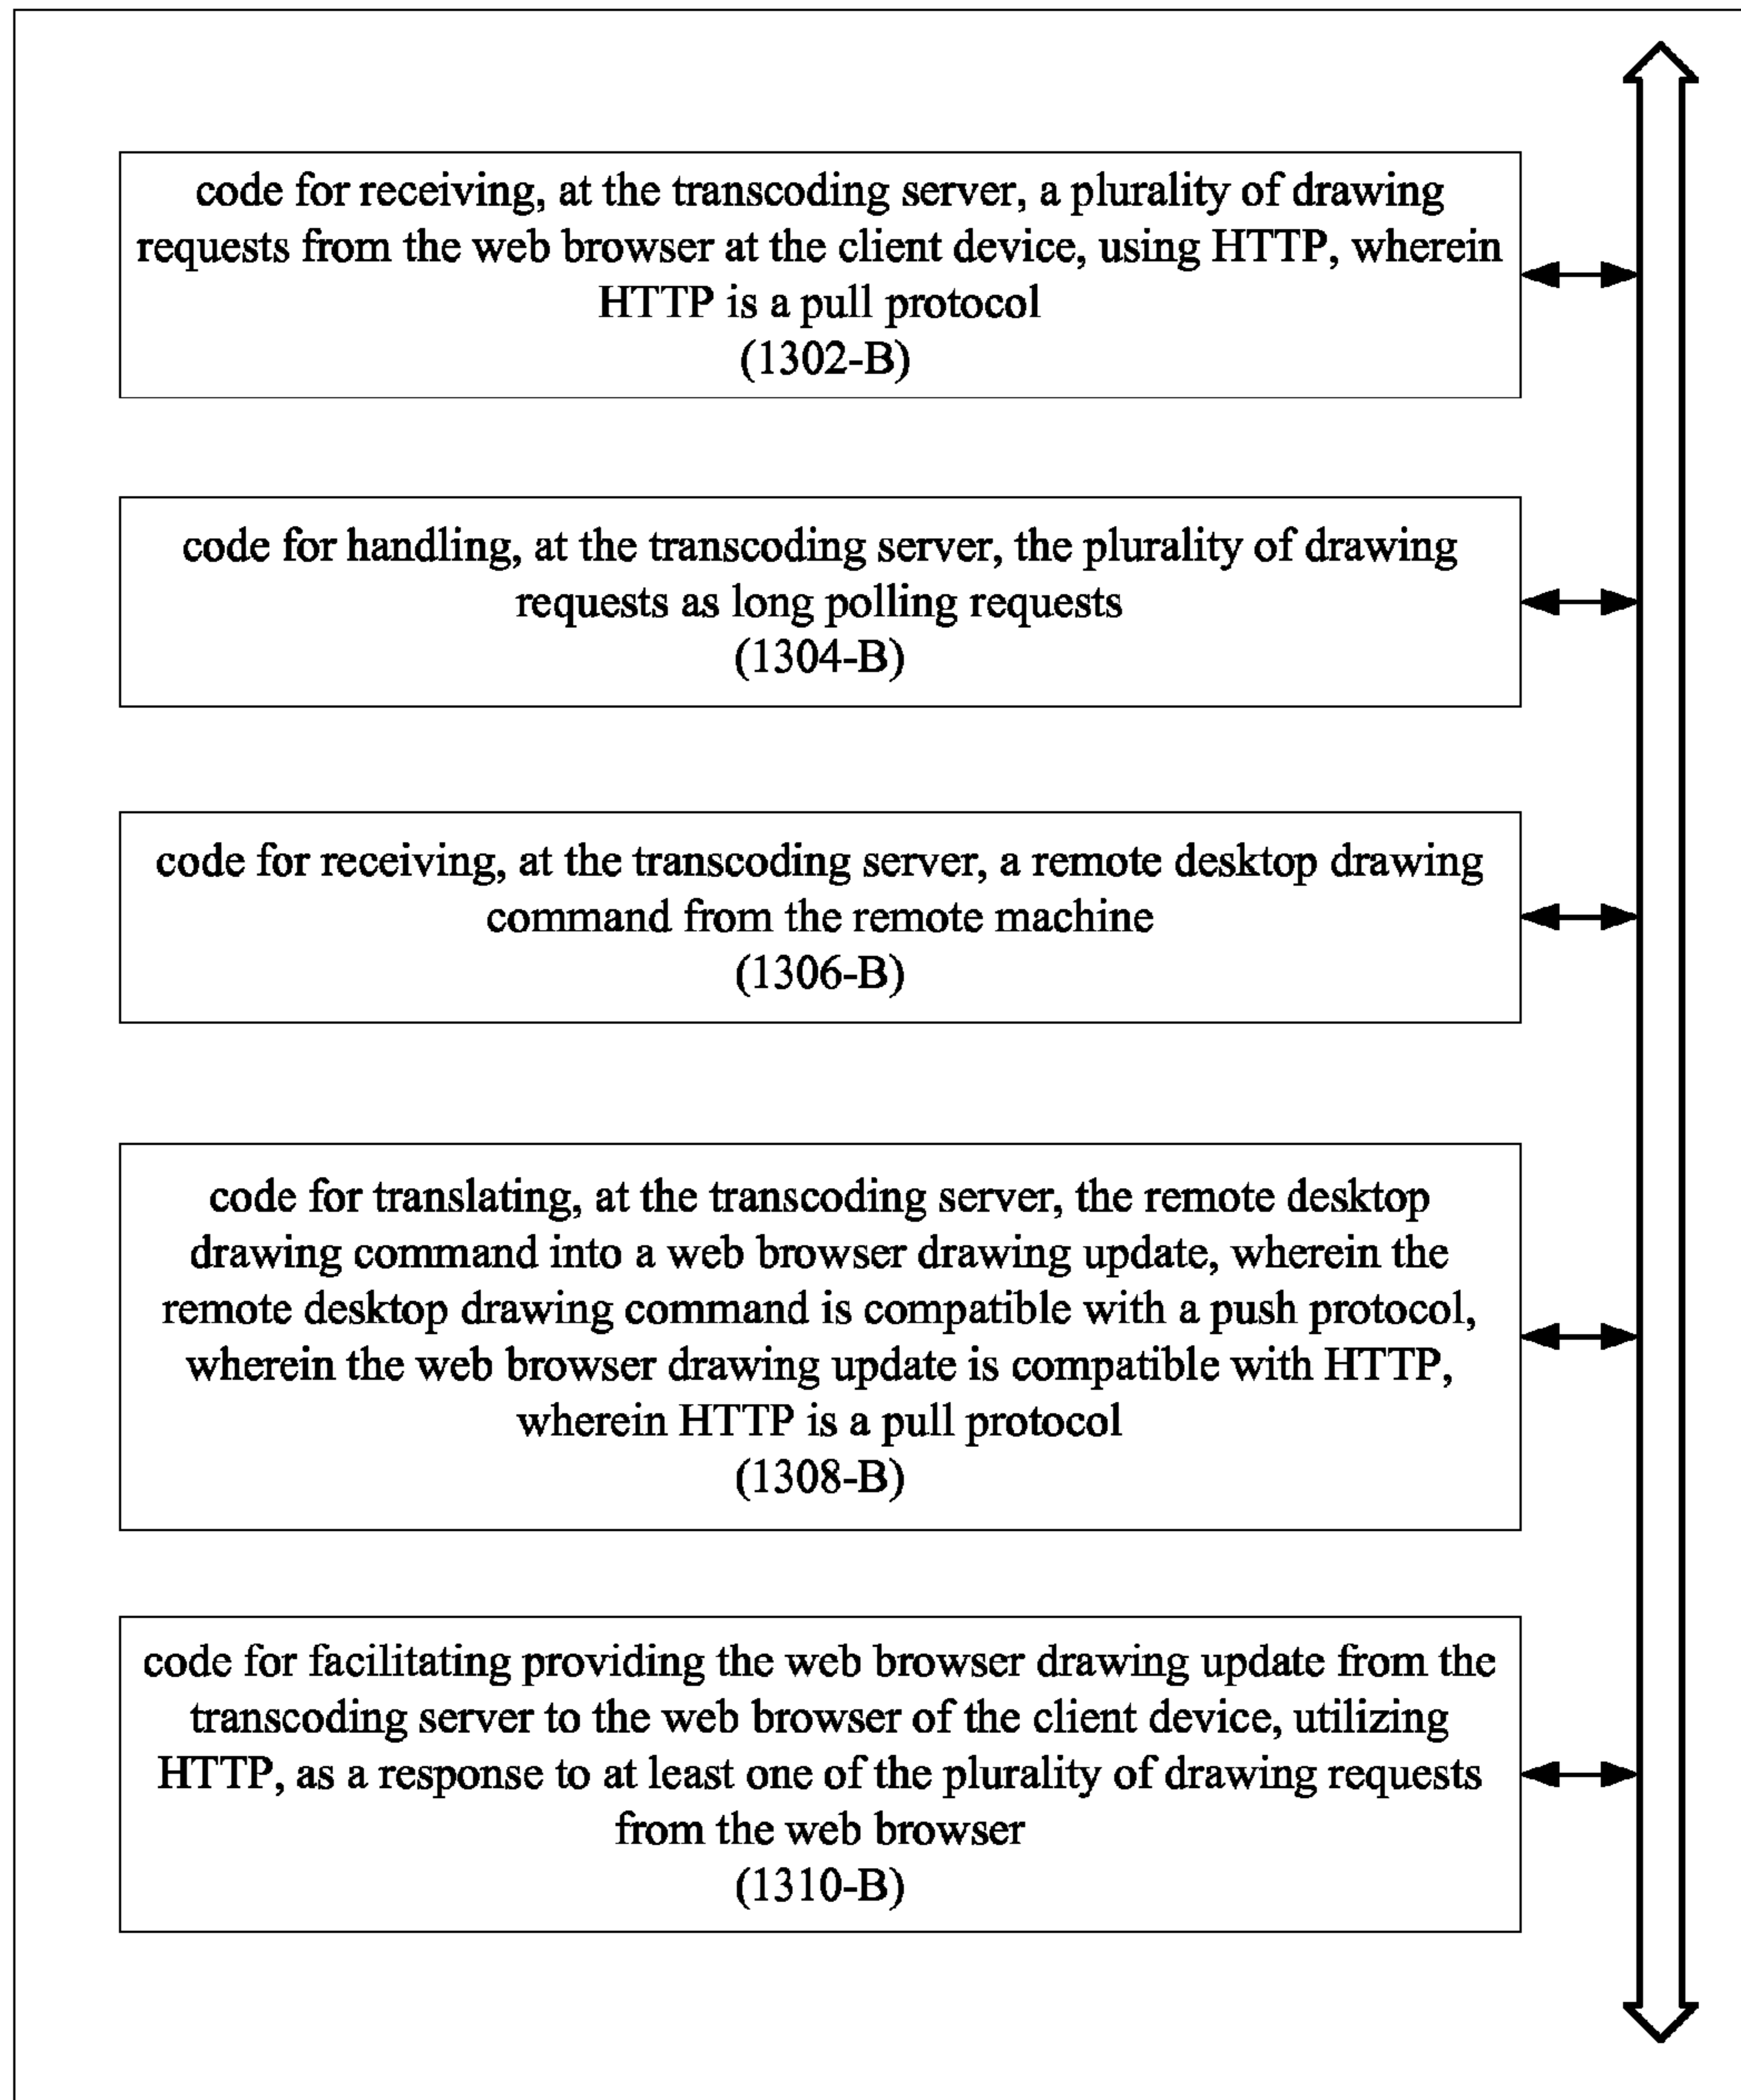 code for receiving, at the transcoding server, a plurality of drawing
requests from the web browser at the client device, using HTTP, wherein
HTTP is a pull protocol
(1302-B)
code for handling, at the transcoding server, the plurality of drawing
requests as long polling requests
(1304-B)
code for receiving, at the transcoding server, a remote desktop drawing
command from the remote machine
(1306-B)
code for translating, at the transcoding server, the remote desktop
drawing command into a web browser drawing update, wherein the
remote desktop drawing command is compatible with a push protocol,
wherein the web browser drawing update is compatible with HTTP,
wherein HTTP is a pull protocol
(1308-B)
code for facilitating providing the web browser drawing update from the
transcoding server to the web browser of the client device, utilizing
HTTP, as a response to at least one of the plurality of drawing requests
from the web browser
(1310-B)